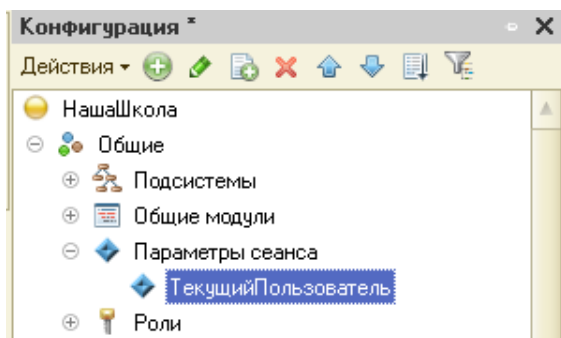 Конфигурация *
Действия
НашаШкола
Общие
Подсистемы
Общие модули
Параметры сеанса
ТекущийПользователь
Роли